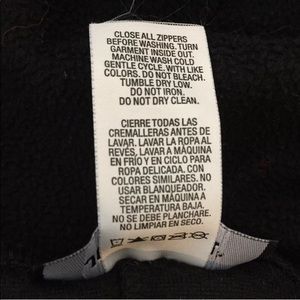 CLOSE ALL ZIPPERS
BEFORE WASHING. TURN
GARMENT INSIDE OUT.
MACHINE WASH COLD
GENTLE CYCLE, WITH LIKE
COLORS. DO NOT BLEACH.
TUMBLE DRY LOW.
DO NOT IRON.
DO NOT DRY CLEAN.
CIERRE TODAS LAS
CREMALLERAS ANTES DE
LAVAR. LAVAR LA ROPA AL
REVÉS, LAVAR A MÁQUINA
EN FRÍO Y EN CICLO PARA
ROPA DELICADA, CON
COLORES SIMILARES. NO
USAR BLANQUEADOR.
SECAR EN MÁQUINA A
TEMPERATURA BAJA.
NO SE DEBE PLANCHARE.
NO LIMPIAR EN SECO.